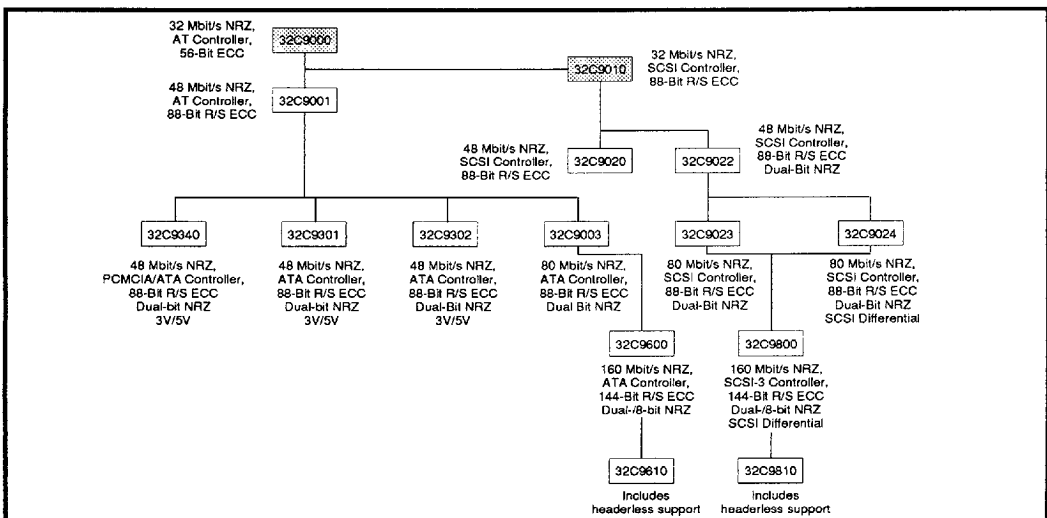 32 Mbit/s NRZ,
AT Controller,
56-Bit ECC
32C9000
32C9010
32 Mbit/s NRZ,
SCSI Controller,
88-Bit R/S ECC
48 Mbit/s NRZ,
AT Controller,
88-Bit R/S ECC
32C9001
48 Mbit/s NRZ,
SCSI Controller,
88-Bit R/S ECC
32C9020
32C9022
48 Mbit/s NRZ,
SCSI Controller,
88-Bit R/S ECC
Dual-Bit NRZ
32C9340
48 Mbit/s NRZ,
PCMCIA/ATA Controller,
88-Bit R/S ECC
Dual-bit NRZ
3V/5V
32C9301
48 Mbit/s NRZ,
ATA Controller,
88-Bit R/S ECC
Dual-bit NRZ
3V/5V
32C9302
48 Mbit/s NRZ,
ATA Controller,
88-Bit R/S ECC
Dual-Bit NRZ
3V/5V
32C9003
80 Mbit/s NRZ,
ATA Controller,
88-Bit R/S ECC
Dual Bit NRZ
32C9023
80 Mbit/s NRZ,
SCSI Controller,
88-Bit R/S ECC
Dual-Bit NRZ
32C9024
80 Mbit/s NRZ,
SCSI Controller,
88-Bit R/S ECC
Dual-Bit NRZ
SCSI Differential
32C9600
160 Mbit/s NRZ,
ATA Controller,
144-Bit R/S ECC
Dual-/8-bit NRZ
32C9800
160 Mbit/s NRZ,
SCSI-3 Controller,
144-Bit R/S ECC
Dual-/8-bit NRZ
SCSI Differential
32C9610
Includes
headerless support
32C9810
includes
headerless support